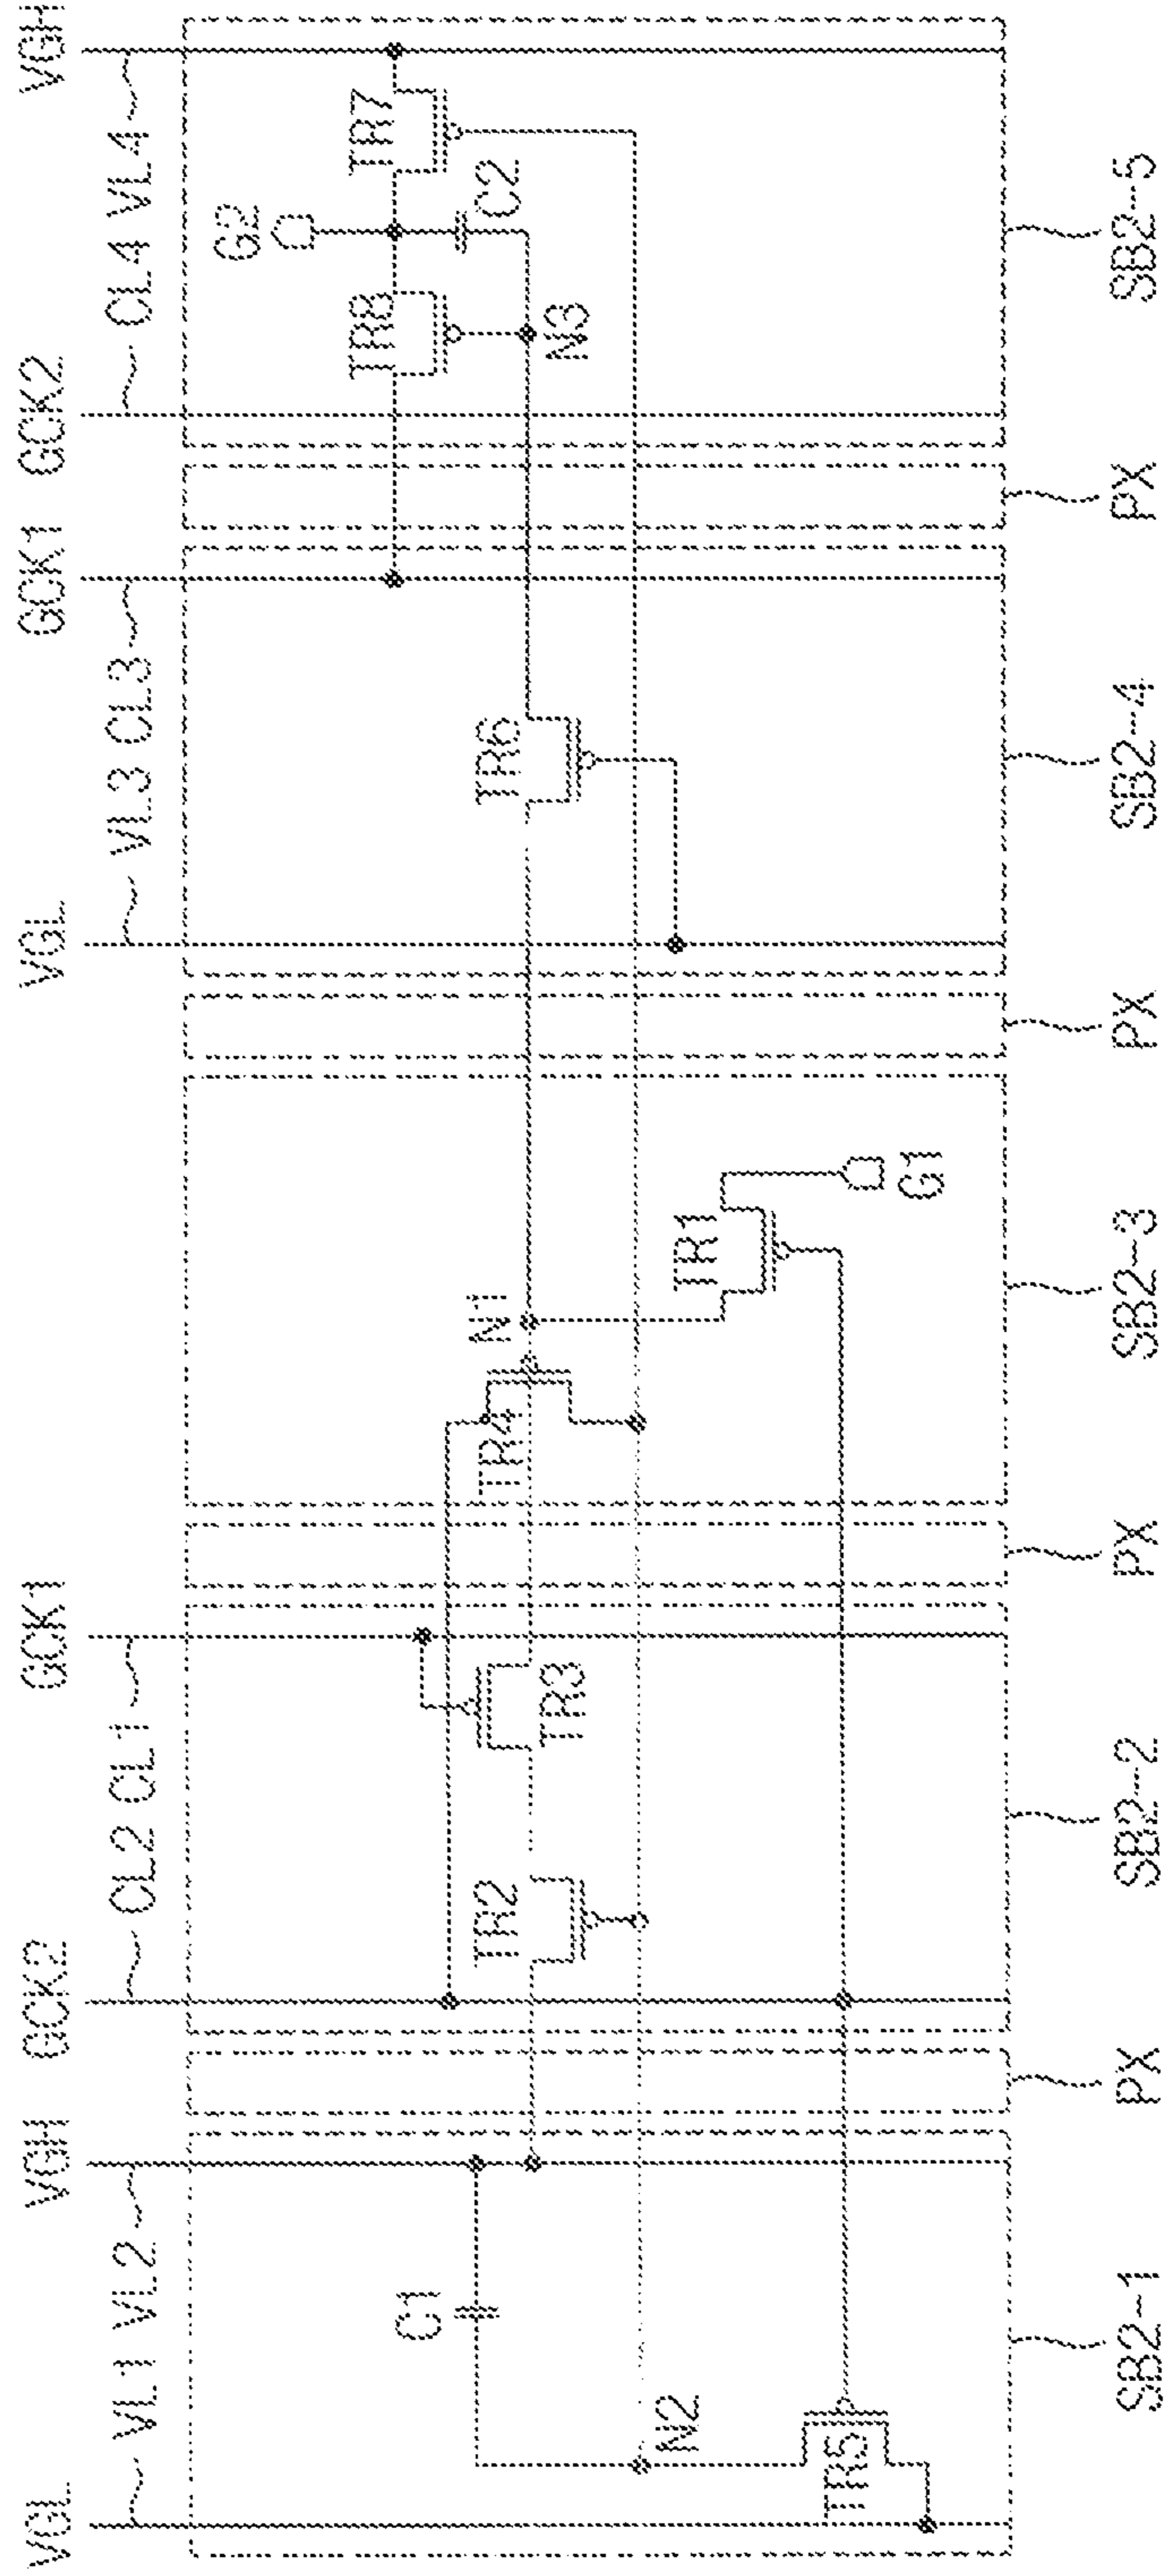 VGL VGH GCK2 GCK1 VGL GCK1 GCK2 VGH
VL1 VL2 CL2 CL1 VL3 CL3 CL4 VL4
G2
C1 TR8 TR7
TR2 TR4 N1 TR6 C2
TR3 N3
N2 TR1
TR5 G1
SB2-1 PX SB2-2 PX SB2-3 PX SB2-4 PX SB2-5